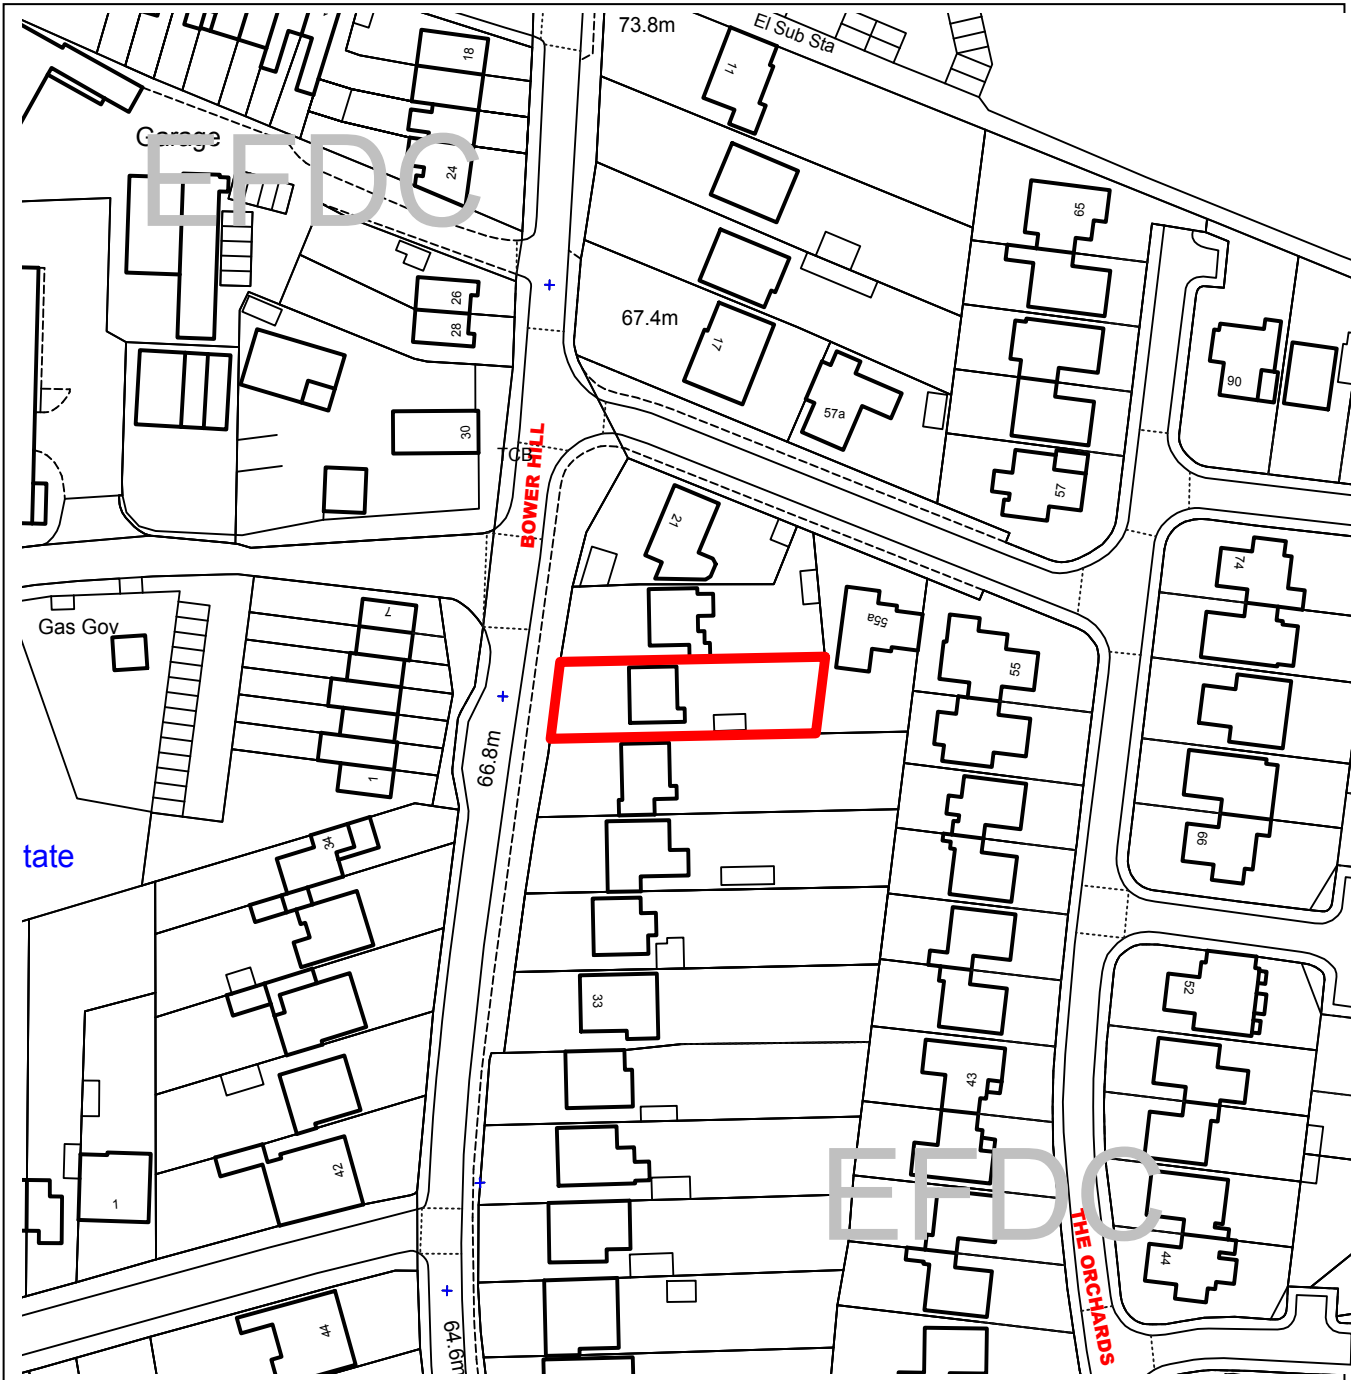 73.8m
El Sub Sta
18
11
Garage
EFDC
24
65
26
28
67.4m
17
90
57a
30
TCB
BOWER HILL
57
21
74
7
Gas Gov
55a
55
66.8m
1
34
tate
66
52
33
43
42
1
EFDC
THE ORCHARDS
44
44
64.6m